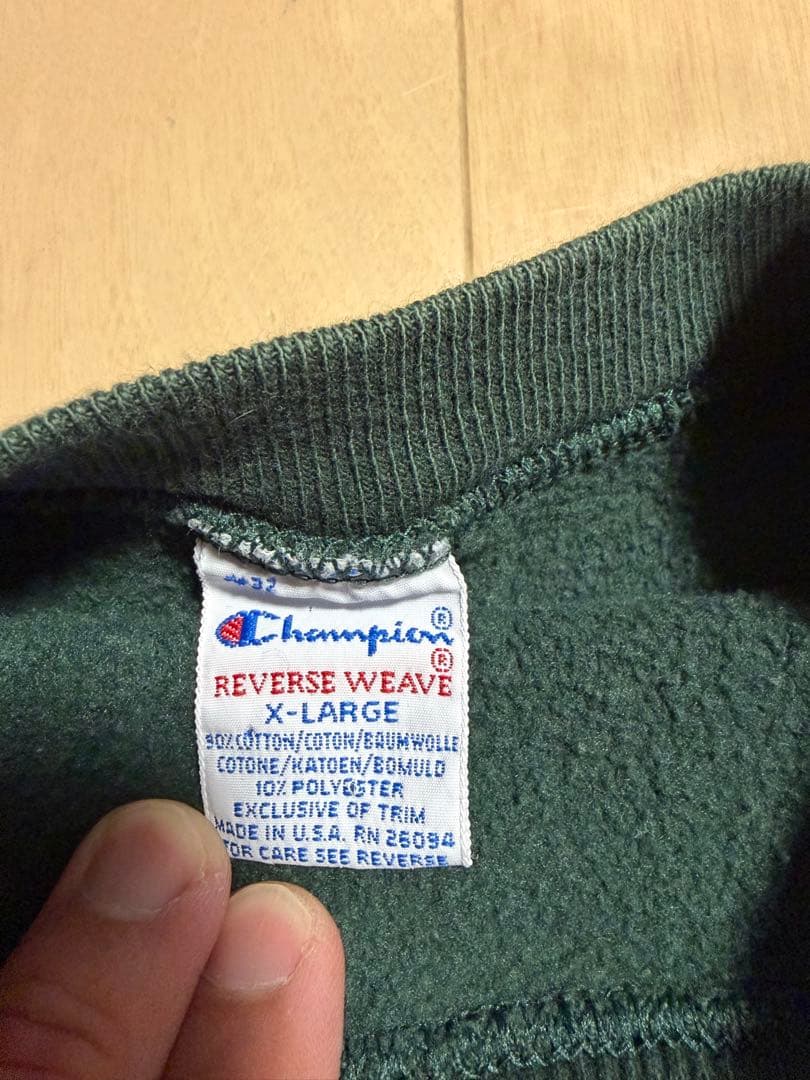 #32
Champion®
®
REVERSE WEAVE
X-LARGE
90% COTTON/COTON/BAUMWOLLE
COTONE/KATOEN/BOMULD
10% POLYESTER
EXCLUSIVE OF TRIM
MADE IN U.S.A. RN 26094
FOR CARE SEE REVERSE